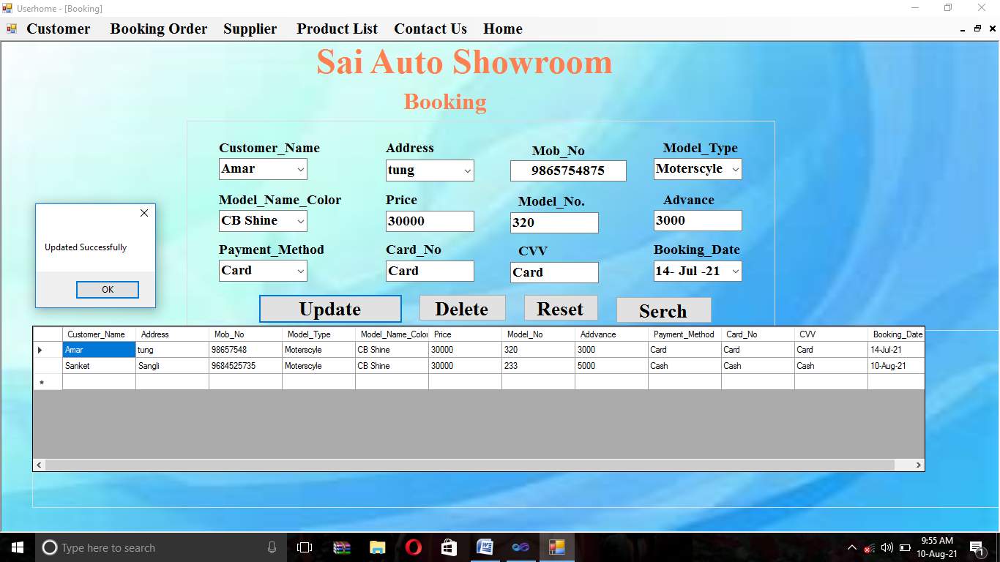 Userhome - [Booking]
Customer Booking Order Supplier Product List Contact Us Home
Sai Auto Showroom
Booking
Customer_Name Address Mob_No Model_Type
Amar tung 9865754875 Moterscyle
Model_Name_Color Price Model_No. Advance
CB Shine 30000 320 3000
Payment_Method Card_No CVV Booking_Date
Card Card Card 14- Jul -21
Updated Successfully
OK
Update Delete Reset Serch
Customer_Name Address Mob_No Model_Type Model_Name_Color Price Model_No Addvance Payment_Method Card_No CVV Booking_Date
Amar tung 98657548 Moterscyle CB Shine 30000 320 3000 Card Card Card 14-Jul-21
Sanket Sangli 9684525735 Moterscyle CB Shine 30000 233 5000 Cash Cash Cash 10-Aug-21
Type here to search
9:55 AM
10-Aug-21
1